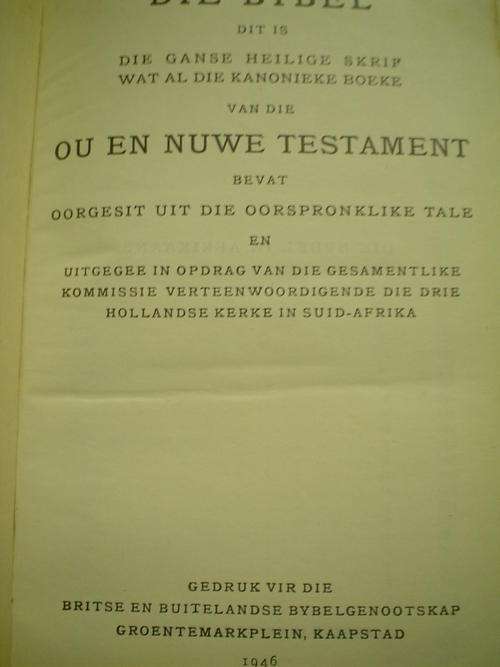 DIE BYBEL
DIT IS
DIE GANSE HEILIGE SKRIF
WAT AL DIE KANONIEKE BOEKE
VAN DIE
OU EN NUWE TESTAMENT
BEVAT
OORGESIT UIT DIE OORSPRONKLIKE TALE
EN
UITGEGEE IN OPDRAG VAN DIE GESAMENTLIKE
KOMMISSIE VERTEENWOORDIGENDE DIE DRIE
HOLLANDSE KERKE IN SUID-AFRIKA
GEDRUK VIR DIE
BRITSE EN BUITELANDSE BYBELGENOOTSKAP
GROENTEMARKPLEIN, KAAPSTAD
1946